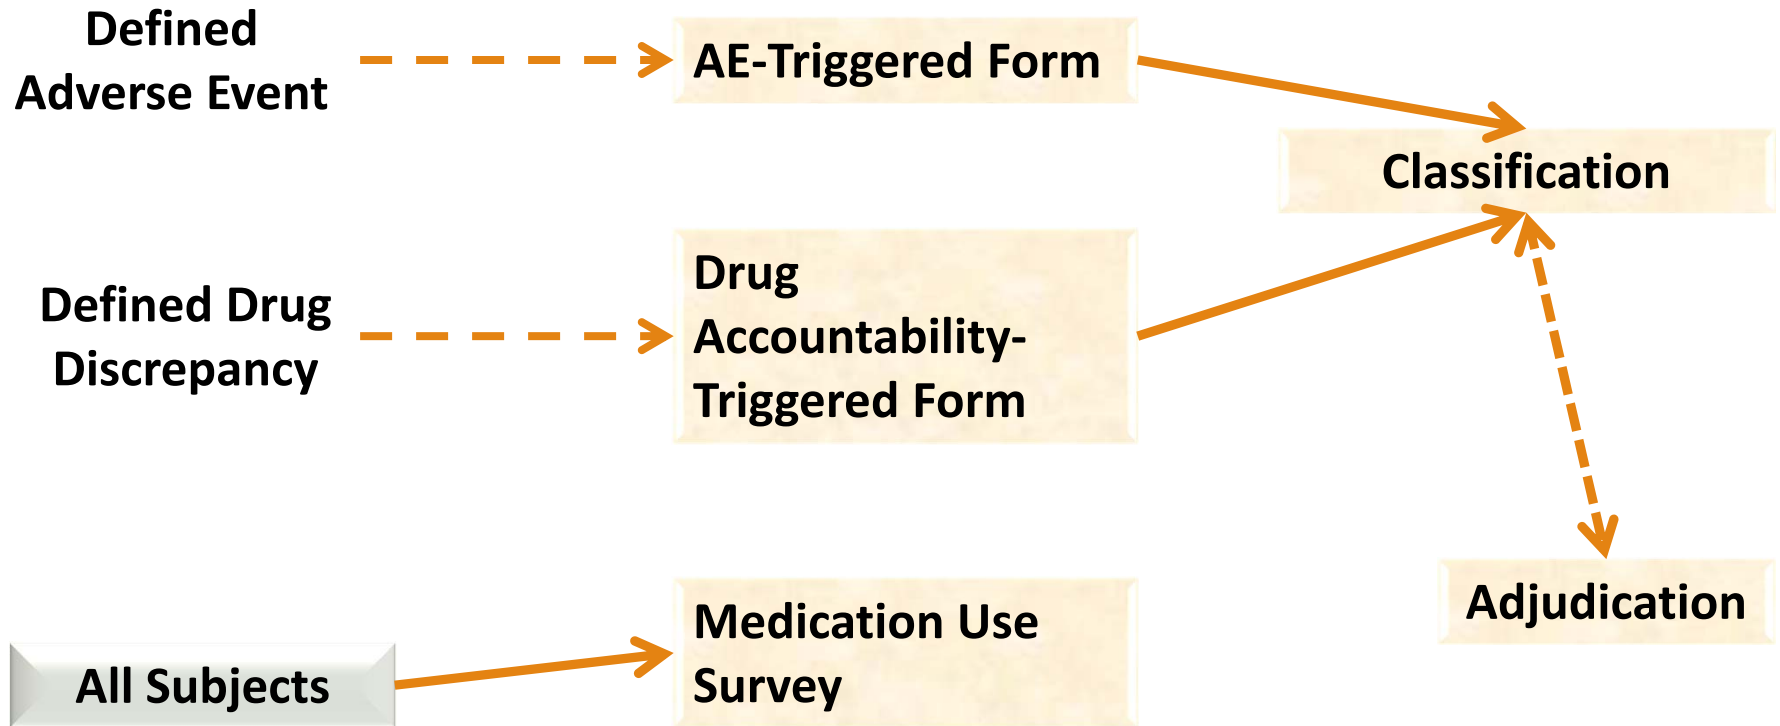 Defined
Adverse Event
AE-Triggered Form
Classification
Defined Drug
Discrepancy
Drug
Accountability-
Triggered Form
Adjudication
All Subjects
Medication Use
Survey